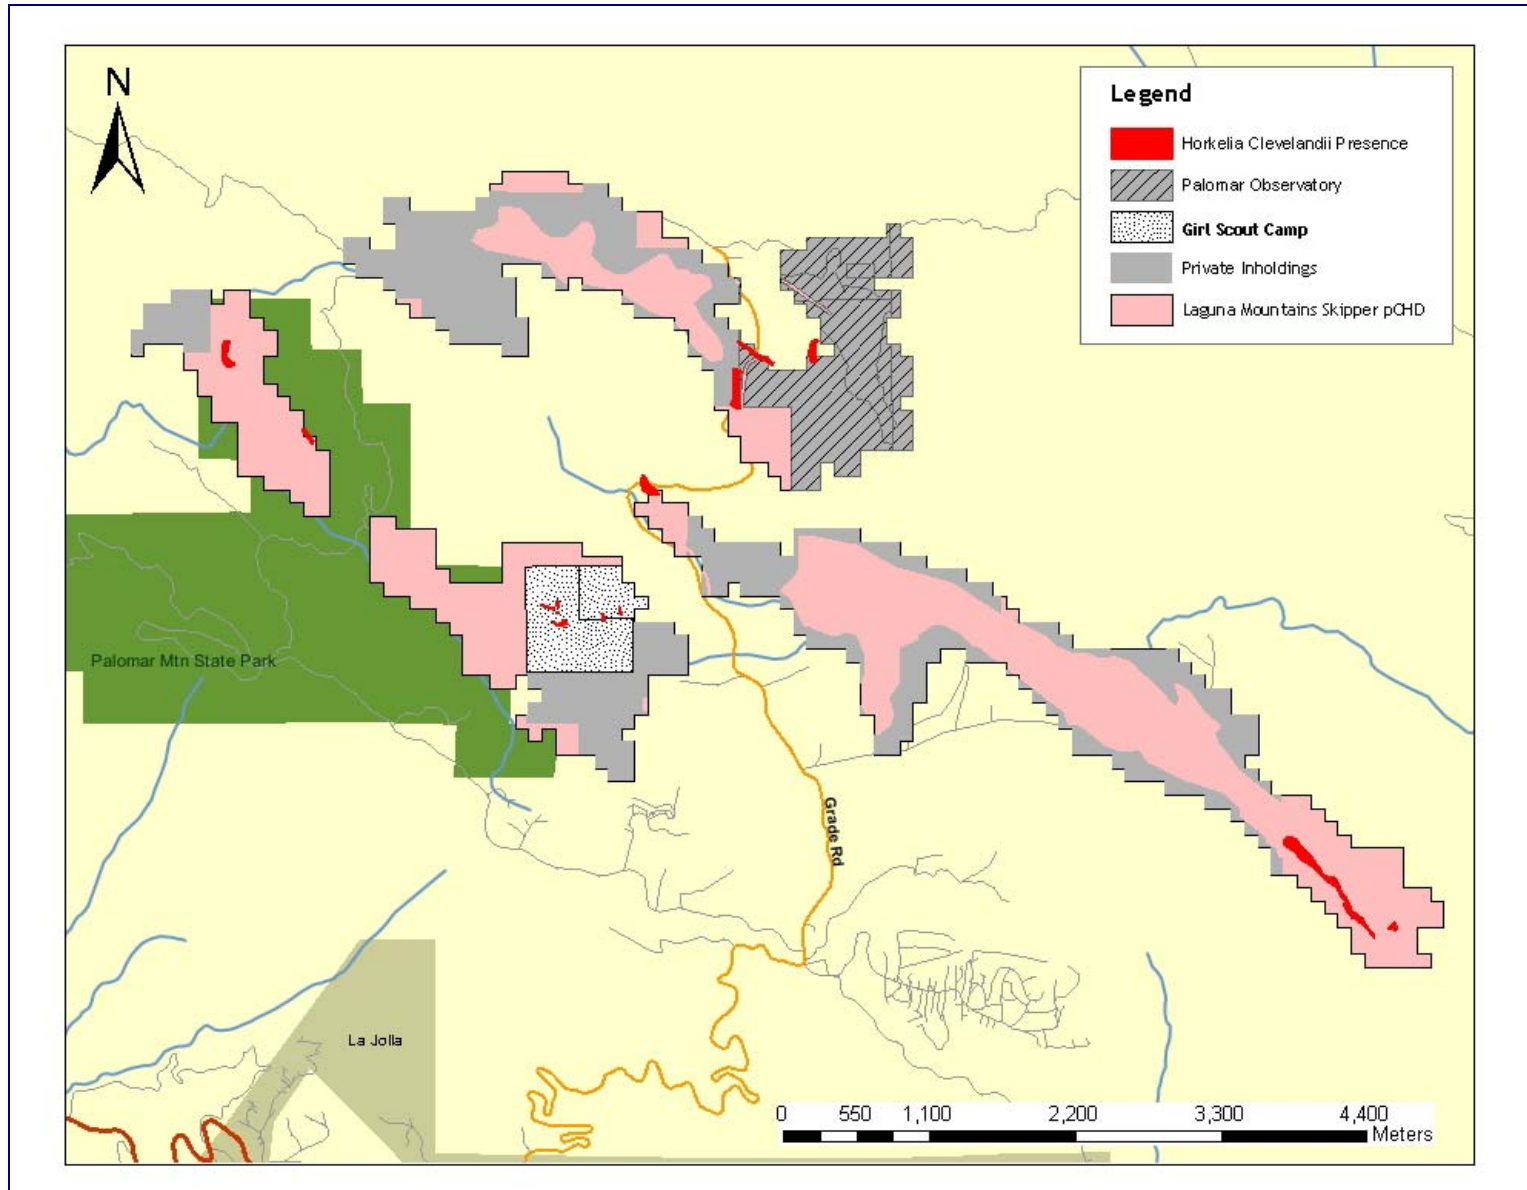 N
Legend
Horkelia Clevelandii Presence
Palomar Observatory
Girl Scout Camp
Private Inholdings
Laguna Mountains Skipper pCHD
Palomar Mtn State Park
Grade Rd
La Jolla
0 550 1,100 2,200 3,300 4,400
Meters